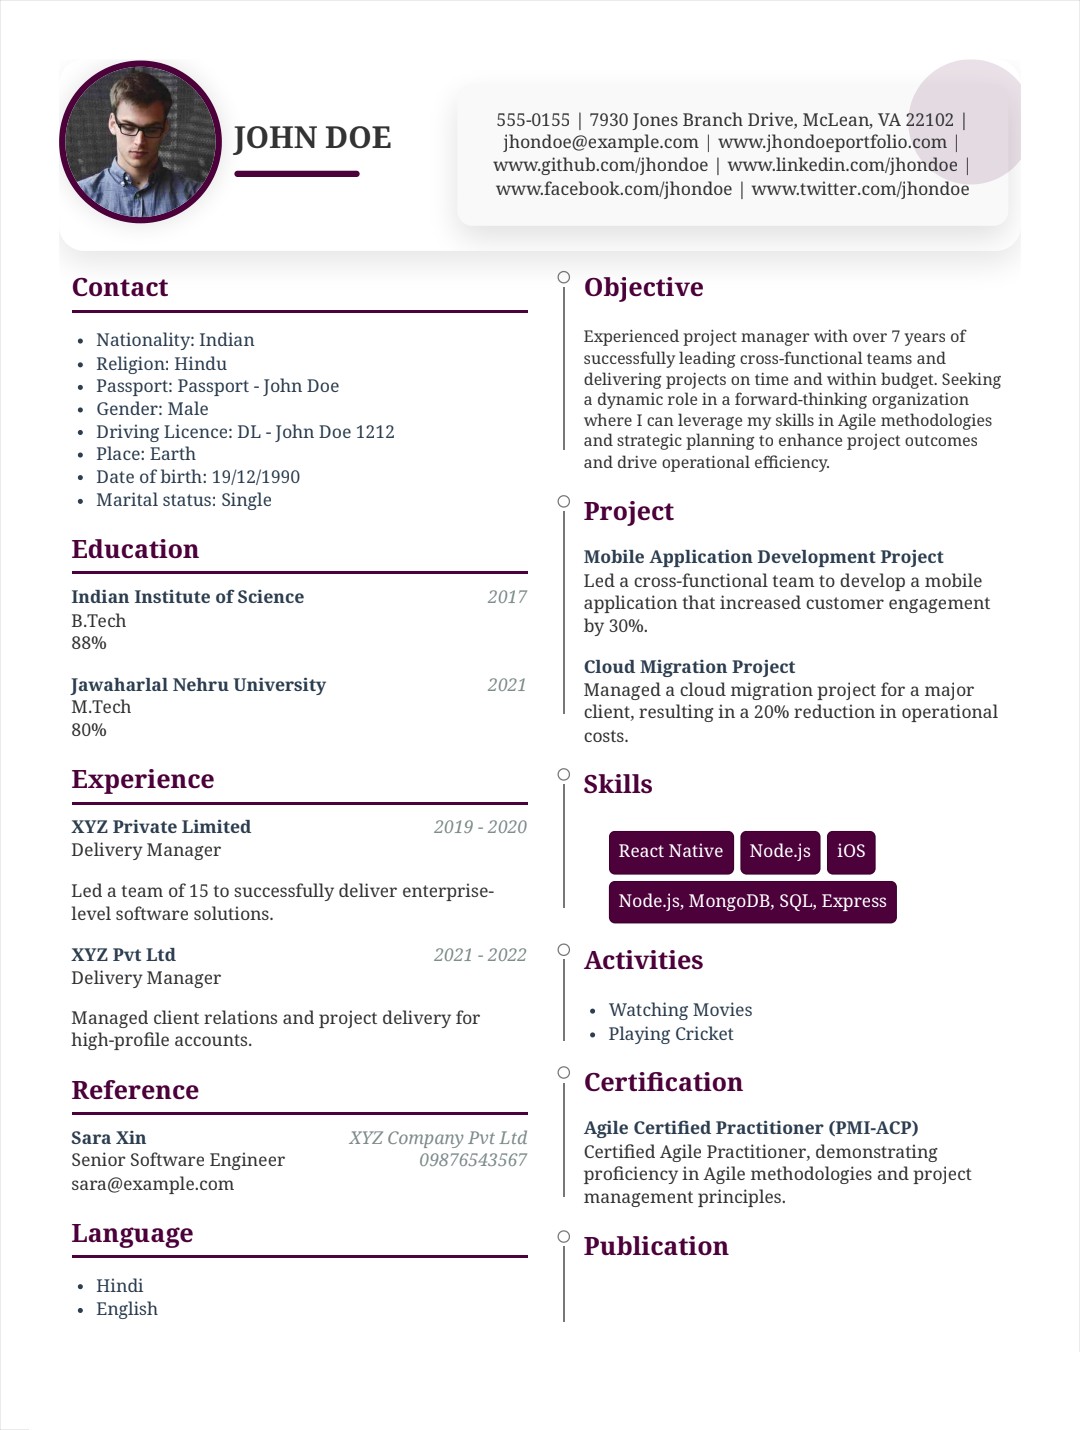 JOHN DOE
555-0155 | 7930 Jones Branch Drive, McLean, VA 22102 |
jhondoe@example.com | www.jhondoeportfolio.com |
www.github.com/jhondoe | www.linkedin.com/jhondoe |
www.facebook.com/jhondoe | www.twitter.com/jhondoe
Contact
• Nationality: Indian
• Religion: Hindu
• Passport: Passport - John Doe
• Gender: Male
• Driving Licence: DL - John Doe 1212
• Place: Earth
• Date of birth: 19/12/1990
• Marital status: Single
Education
Indian Institute of Science 2017
B.Tech
88%
Jawaharlal Nehru University 2021
M.Tech
80%
Experience
XYZ Private Limited 2019 - 2020
Delivery Manager
Led a team of 15 to successfully deliver enterprise-
level software solutions.
XYZ Pvt Ltd 2021 - 2022
Delivery Manager
Managed client relations and project delivery for
high-profile accounts.
Reference
Sara Xin XYZ Company Pvt Ltd
Senior Software Engineer 09876543567
sara@example.com
Language
• Hindi
• English
Objective
Experienced project manager with over 7 years of
successfully leading cross-functional teams and
delivering projects on time and within budget. Seeking
a dynamic role in a forward-thinking organization
where I can leverage my skills in Agile methodologies
and strategic planning to enhance project outcomes
and drive operational efficiency.
Project
Mobile Application Development Project
Led a cross-functional team to develop a mobile
application that increased customer engagement
by 30%.
Cloud Migration Project
Managed a cloud migration project for a major
client, resulting in a 20% reduction in operational
costs.
Skills
React Native Node.js iOS
Node.js, MongoDB, SQL, Express
Activities
• Watching Movies
• Playing Cricket
Certification
Agile Certified Practitioner (PMI-ACP)
Certified Agile Practitioner, demonstrating
proficiency in Agile methodologies and project
management principles.
Publication